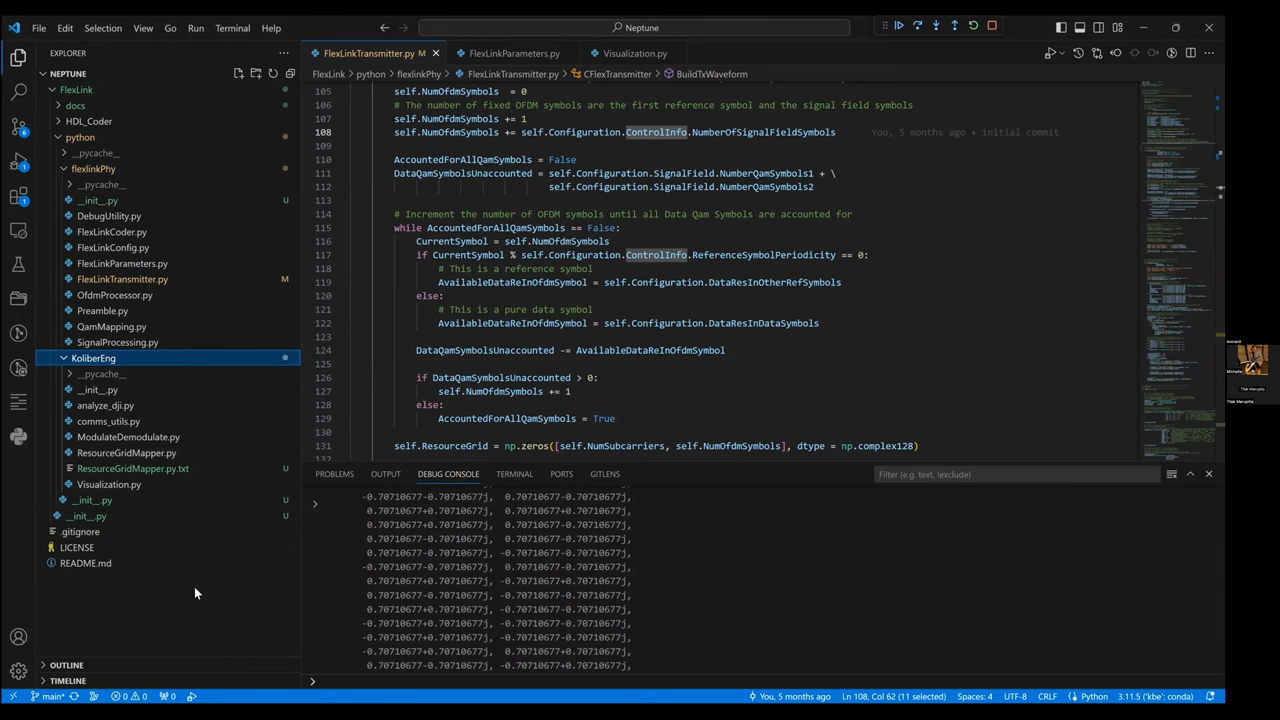 File Edit Selection View Go Run Terminal Help
Neptune
EXPLORER
NEPTUNE
FlexLink
docs
HDL_Coder
python
__pycache__
flexlinkPhy
__pycache__
__init__.py U
DebugUtility.py
FlexLinkCoder.py
FlexLinkConfig.py
FlexLinkParameters.py
FlexLinkTransmitter.py M
OfdmProcessor.py
Preamble.py
QamMapping.py
SignalProcessing.py
KoliberEng
__pycache__
__init__.py
analyze_dji.py
comms_utils.py
ModulateDemodulate.py
ResourceGridMapper.py
ResourceGridMapper.py.txt U
Visualization.py
__init__.py U
__init__.py U
.gitignore
LICENSE
README.md
OUTLINE
TIMELINE
FlexLinkTransmitter.py M
FlexLinkParameters.py
Visualization.py
FlexLink > python > flexlinkPhy > FlexLinkTransmitter.py > CFlexTransmitter > BuildTxWaveform
105 self.NumOfdmSymbols = 0
106 # The number of fixed OFDM symbols are the first reference symbol and the signal field symbols
107 self.NumOfdmSymbols += 1
108 self.NumOfdmSymbols += self.Configuration.ControlInfo.NumberOfSignalFieldSymbols You, 5 months ago • initial commit
109
110 AccountedForAllQamSymbols = False
111 DataQamSymbolsUnaccounted = self.Configuration.SignalField.NumberQamSymbols1 + \
112 self.Configuration.SignalField.NumberQamSymbols2
113
114 # Increment the number of OFDM symbols until all Data Qam Symbols are accounted for
115 while AccountedForAllQamSymbols == False:
116 CurrentSymbol = self.NumOfdmSymbols
117 if CurrentSymbol % self.Configuration.ControlInfo.ReferenceSymbolPeriodicity == 0:
118 # This is a reference symbol
119 AvailableDataReInOfdmSymbol = self.Configuration.DataResInOtherRefSymbols
120 else:
121 # This is a pure data symbol
122 AvailableDataReInOfdmSymbol = self.Configuration.DataResInDataSymbols
123
124 DataQamSymbolsUnaccounted -= AvailableDataReInOfdmSymbol
125
126 if DataQamSymbolsUnaccounted > 0:
127 self.NumOfdmSymbols += 1
128 else:
129 AccountedForAllQamSymbols = True
130
131 self.ResourceGrid = np.zeros([self.NumSubcarriers, self.NumOfdmSymbols], dtype = np.complex128)
132
PROBLEMS OUTPUT DEBUG CONSOLE TERMINAL PORTS GITLENS
Filter (e.g. text, !exclude)
-0.70710677-0.70710677j, 0.70710677+0.70710677j,
-0.70710677-0.70710677j, 0.70710677-0.70710677j,
0.70710677+0.70710677j, 0.70710677+0.70710677j,
0.70710677+0.70710677j, -0.70710677+0.70710677j,
0.70710677+0.70710677j, 0.70710677-0.70710677j,
-0.70710677+0.70710677j, -0.70710677-0.70710677j,
-0.70710677+0.70710677j, 0.70710677-0.70710677j,
0.70710677+0.70710677j, -0.70710677-0.70710677j,
-0.70710677+0.70710677j, 0.70710677-0.70710677j,
0.70710677+0.70710677j, -0.70710677-0.70710677j,
0.70710677+0.70710677j, -0.70710677-0.70710677j,
-0.70710677-0.70710677j, -0.70710677+0.70710677j,
-0.70710677+0.70710677j, 0.70710677-0.70710677j,
0.70710677+0.70710677j, -0.70710677+0.70710677j,
leonard
Michelle
Tilak Marupilla
Tilak Marupilla
main* 0 0 0
You, 5 months ago Ln 108, Col 62 (11 selected) Spaces: 4 UTF-8 CRLF Python 3.11.5 ('kbe': conda)